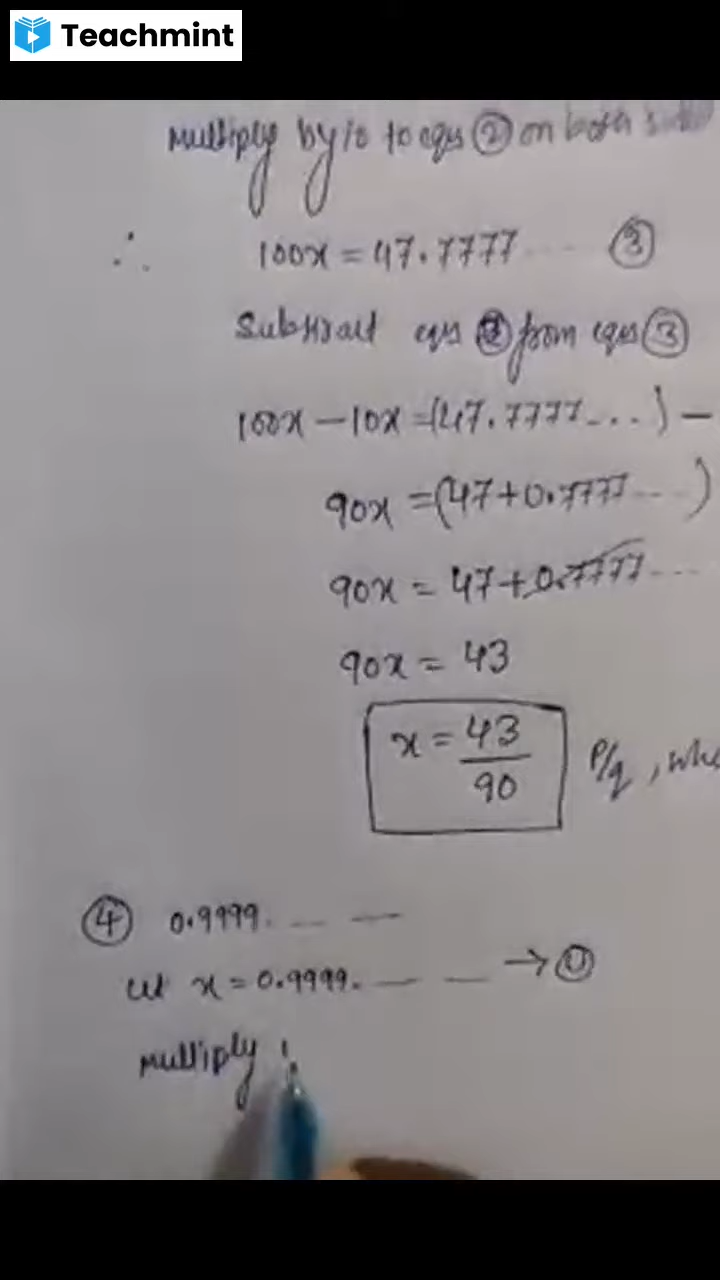 Teachmint
Multiply by 10 to eqn ② on both sides
∴ 100x = 47.7777 ... ③
Subtract eqn ② from eqn ③
100x - 10x = (47.7777 ...) -
90x = (47 + 0.7777 ...)
90x = 47 + 0.7777 ...
90x = 43
x = 43/90 P/q, whe
④ 0.9999. ...
let x = 0.9999. ... → ①
Multiply